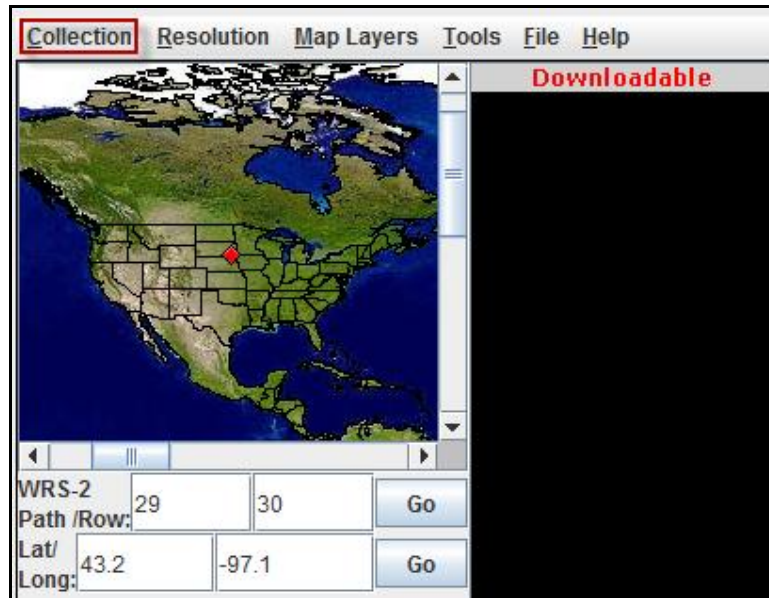 Collection Resolution Map Layers Tools File Help
Downloadable
WRS-2
Path /Row: 29 30 Go
Lat/
Long: 43.2 -97.1 Go